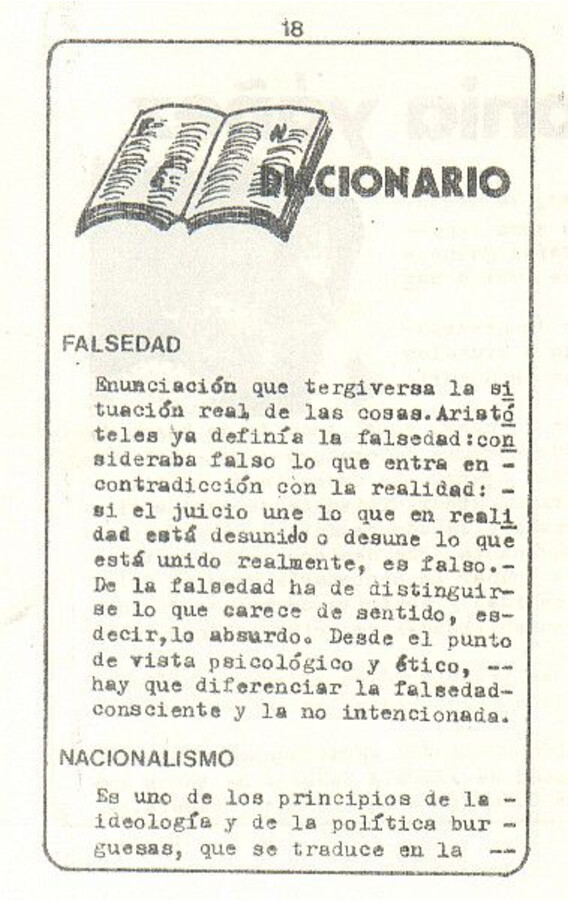 18
DICCIONARIO
FALSEDAD
Enunciación que tergiversa la si
tuación real de las cosas.Aristó
teles ya definía la falsedad:con
sideraba falso lo que entra en -
contradicción con la realidad: -
si el juicio une lo que en reali
dad está desunido o desune lo que
está unido realmente, es falso.-
De la falsedad ha de distinguir-
se lo que carece de sentido, es-
decir,lo absurdo. Desde el punto
de vista psicológico y ético, --
hay que diferenciar la falsedad-
consciente y la no intencionada.
NACIONALISMO
Es uno de los principios de la -
ideología y de la política bur -
guesas, que se traduce en la --